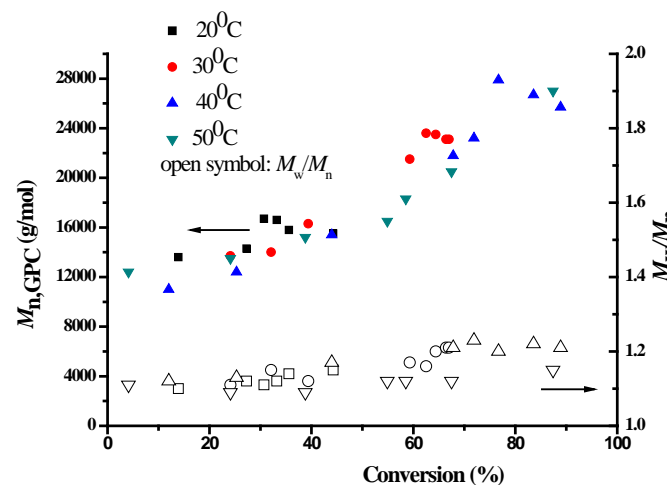 20⁰C
30⁰C
40⁰C
50⁰C
open symbol: Mw/Mn
28000
24000
20000
16000
12000
8000
4000
0
Mn,GPC (g/mol)
2.0
1.8
1.6
1.4
1.2
1.0
Mw/Mn
0 20 40 60 80 100
Conversion (%)